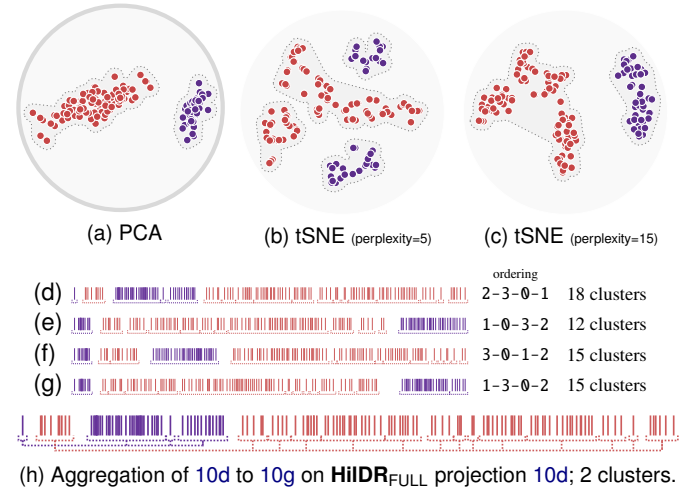 (a) PCA
(b) tSNE (perplexity=5)
(c) tSNE (perplexity=15)
ordering
(d) 2-3-0-1 18 clusters
(e) 1-0-3-2 12 clusters
(f) 3-0-1-2 15 clusters
(g) 1-3-0-2 15 clusters
(h) Aggregation of 10d to 10g on HilDRFULL projection 10d; 2 clusters.